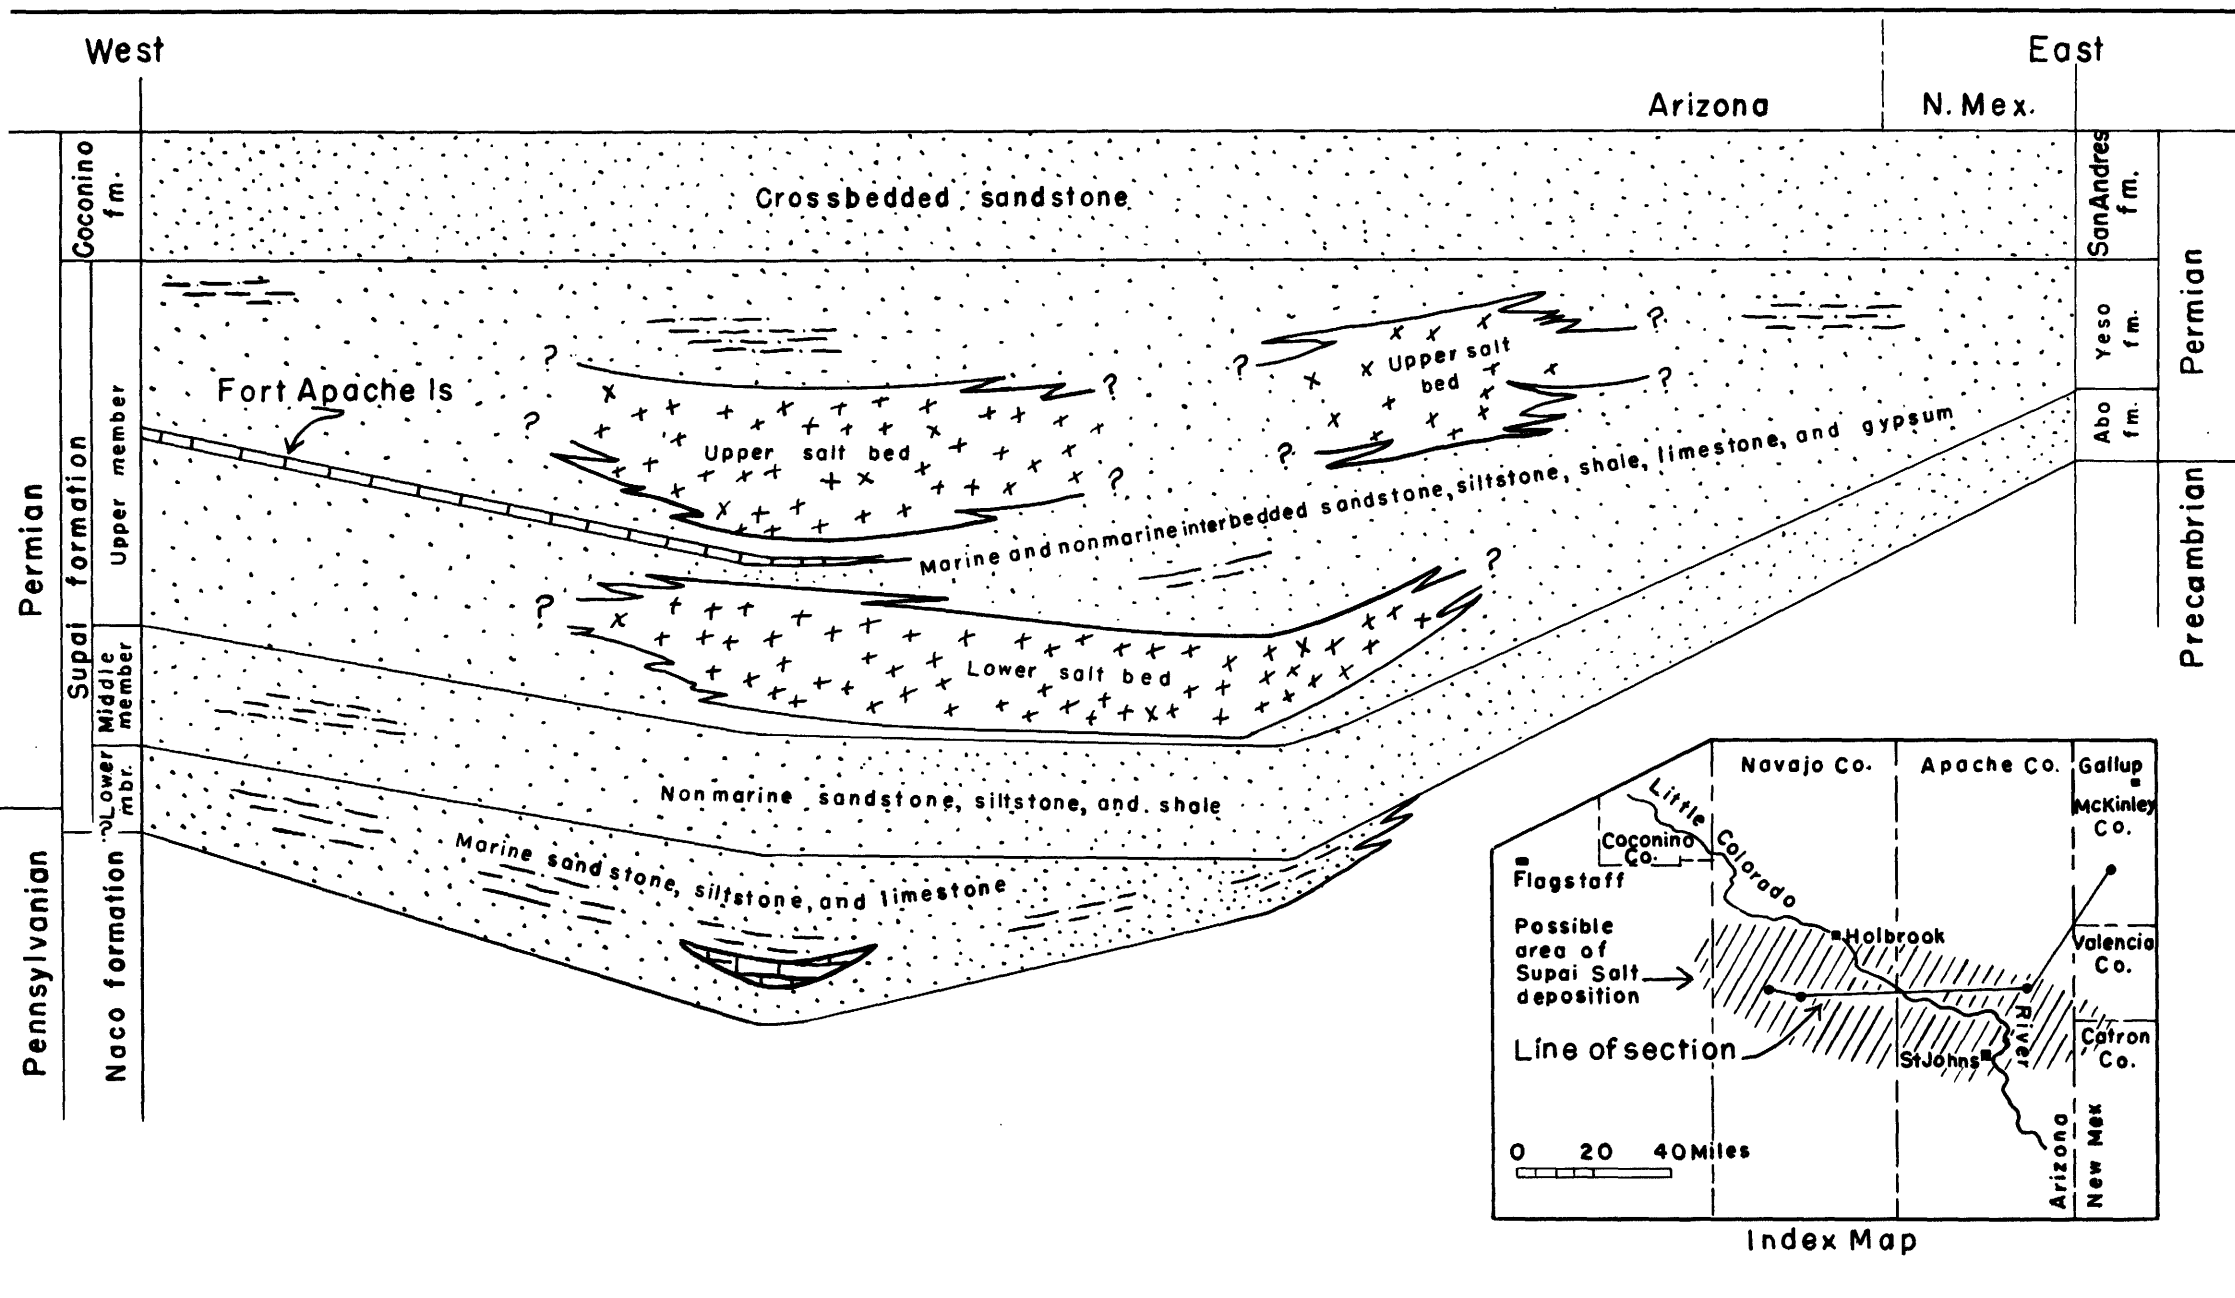 West
East
Arizona
N. Mex.
Coconino
fm.
Crossbedded sandstone
San Andres
fm.
Permian
Supai formation
Upper member
Fort Apache ls
?
?
?
?
Upper salt bed
?
?
?
?
Upper salt
bed
Yeso
fm.
Abo
fm.
Permian
Precambrian
Marine and nonmarine interbedded sandstone, siltstone, shale, limestone, and gypsum
?
?
Lower salt bed
Middle
member
Lower
mbr.
?
Nonmarine sandstone, siltstone, and shale
Marine sandstone, siltstone, and limestone
Pennsylvanian
Naco formation
Navajo Co.
Apache Co.
Gallup
McKinley
Co.
Little Colorado
River
Coconino
Co.
Flagstaff
Possible
area of
Supai Salt
deposition
Holbrook
Valencia
Co.
Line of section
St Johns
Catron
Co.
0 20 40 Miles
Arizona
New Mex
Index Map